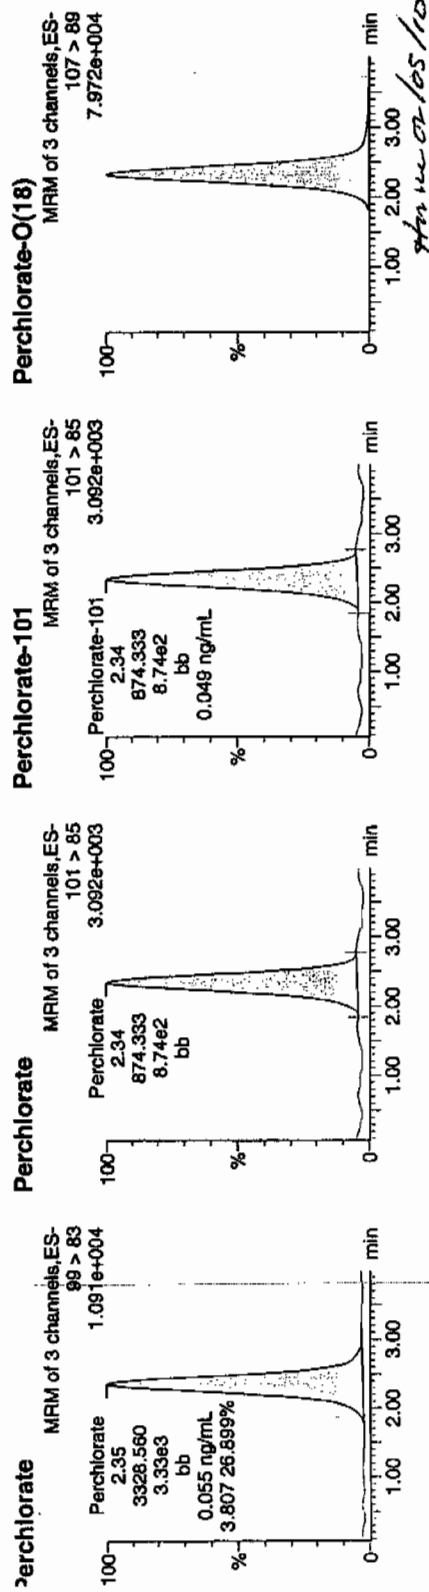 Perchlorate
MRM of 3 channels,ES-
99 > 83
1.091e+004
Perchlorate
2.35
3328.560
3.33e3
bb
0.055 ng/mL
3.807 26.899%
100
%
0
1.00
2.00
3.00
min
Perchlorate
MRM of 3 channels,ES-
101 > 85
3.092e+003
Perchlorate
2.34
874.333
8.74e2
bb
100
%
0
1.00
2.00
3.00
min
Perchlorate-101
MRM of 3 channels,ES-
101 > 85
3.092e+003
Perchlorate-101
2.34
874.333
8.74e2
bb
0.049 ng/mL
100
%
0
1.00
2.00
3.00
min
Perchlorate-O(18)
MRM of 3 channels,ES-
107 > 89
7.972e+004
100
%
0
1.00
2.00
3.00
min
02/05/10